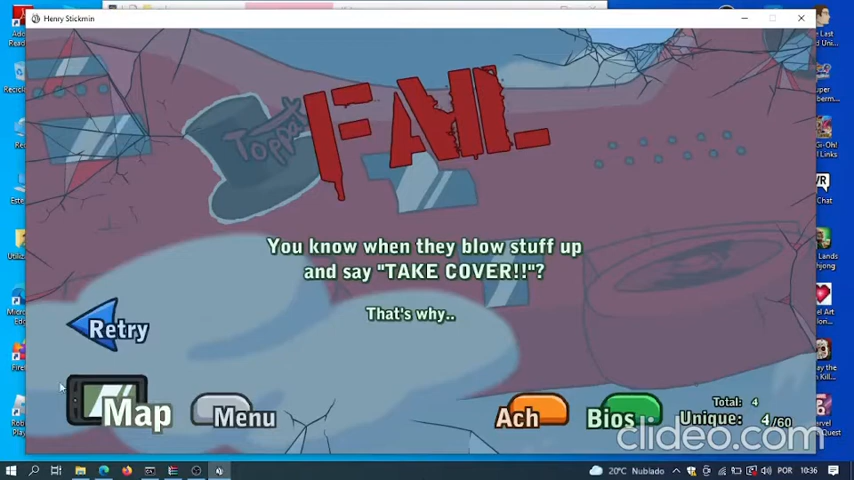 Henry Stickmin
Toppat
FAIL
You know when they blow stuff up
and say "TAKE COVER!!"?
That's why..
Retry
Map
Menu
Ach
Bios
Total: 4
Unique: 4/60
clideo.com
20°C Nublado
POR
10:36